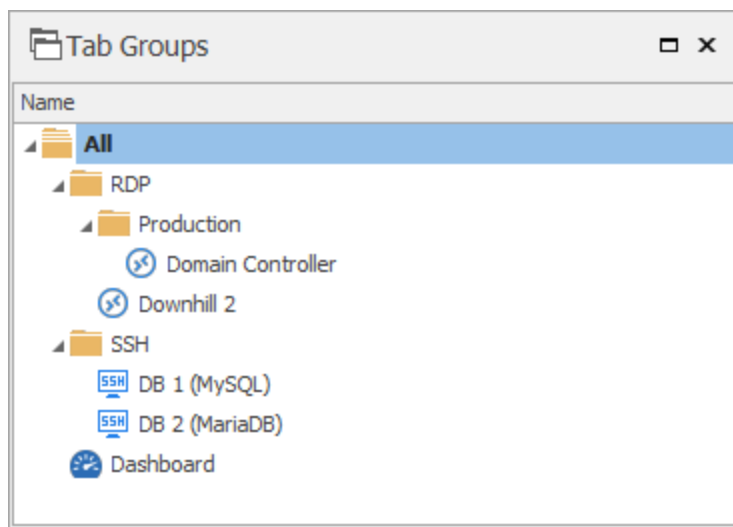 Tab Groups
Name
All
RDP
Production
Domain Controller
Downhill 2
SSH
SSH DB 1 (MySQL)
SSH DB 2 (MariaDB)
Dashboard